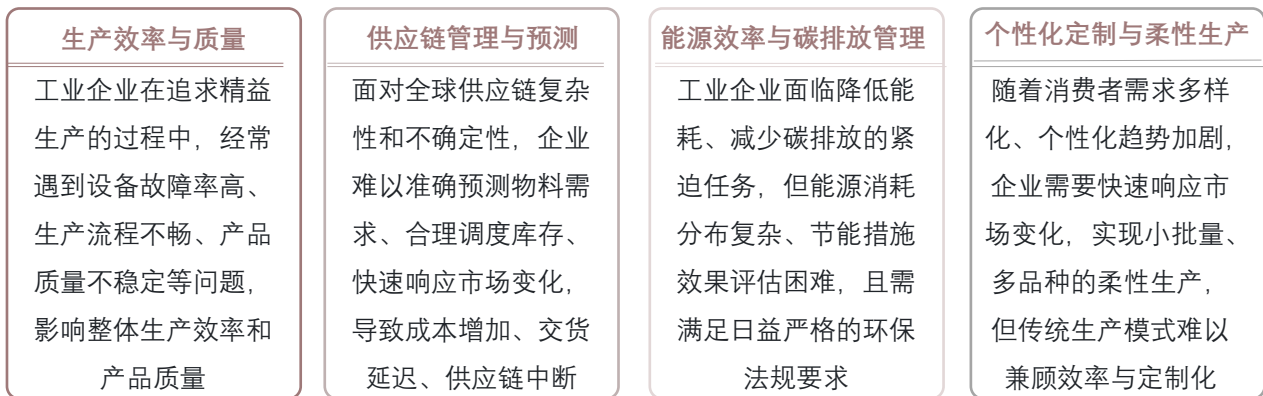 生产效率与质量
工业企业在追求精益
生产的过程中，经常
遇到设备故障率高、
生产流程不畅、产品
质量不稳定等问题，
影响整体生产效率和
产品质量
供应链管理与预测
面对全球供应链复杂
性和不确定性，企业
难以准确预测物料需
求、合理调度库存、
快速响应市场变化，
导致成本增加、交货
延迟、供应链中断
能源效率与碳排放管理
工业企业面临降低能
耗、减少碳排放的紧
迫任务，但能源消耗
分布复杂、节能措施
效果评估困难，且需
满足日益严格的环保
法规要求
个性化定制与柔性生产
随着消费者需求多样
化、个性化趋势加剧，
企业需要快速响应市
场变化，实现小批量、
多品种的柔性生产，
但传统生产模式难以
兼顾效率与定制化